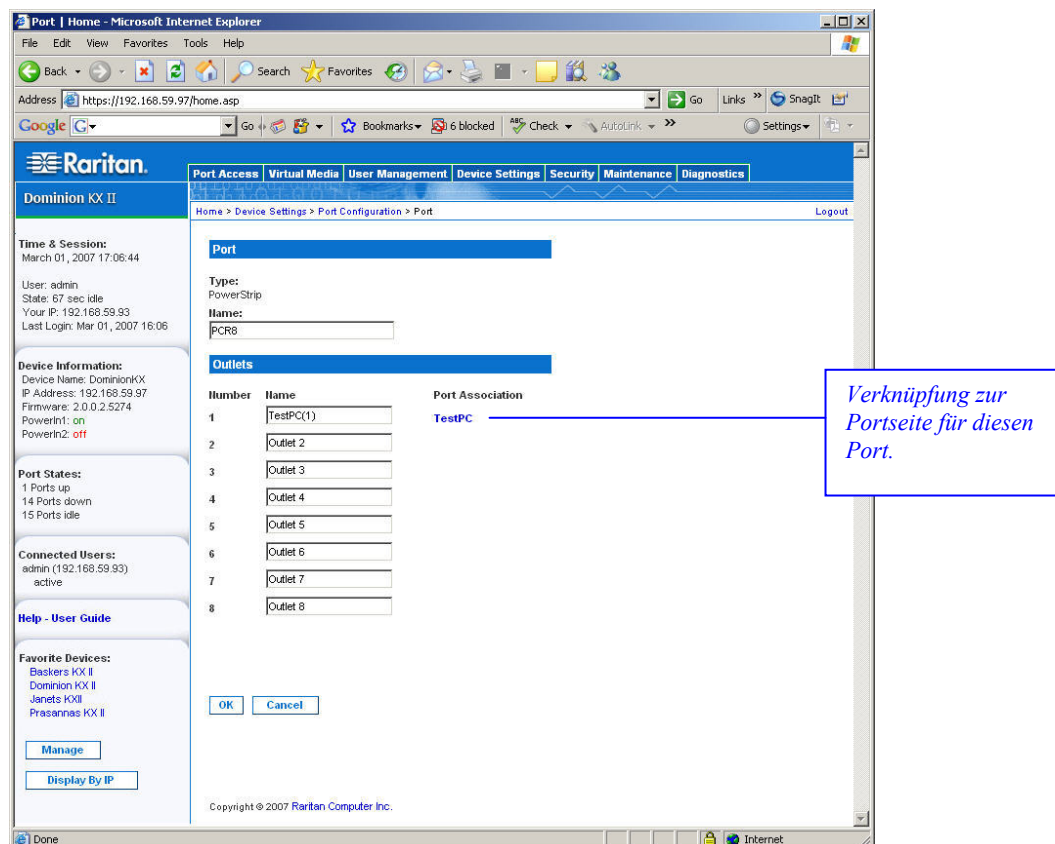 Port | Home - Microsoft Internet Explorer
File Edit View Favorites Tools Help
Back Search Favorites
Address https://192.168.59.97/home.asp Go Links » SnagIt
Google G Go Bookmarks 6 blocked ABC Check AutoLink » Settings
Raritan.
Dominion KX II
Port Access Virtual Media User Management Device Settings Security Maintenance Diagnostics
Home > Device Settings > Port Configuration > Port Logout
Time & Session:
March 01, 2007 17:06:44
User: admin
State: 67 sec idle
Your IP: 192.168.59.93
Last Login: Mar 01, 2007 16:06
Device Information:
Device Name: DominionKX
IP Address: 192.168.59.97
Firmware: 2.0.0.2.5274
PowerIn1: on
PowerIn2: off
Port States:
1 Ports up
14 Ports down
15 Ports idle
Connected Users:
admin (192.168.59.93)
active
Help - User Guide
Favorite Devices:
Baskers KX II
Dominion KX II
Janets KXII
Prasannas KX II
Manage
Display By IP
Port
Type:
PowerStrip
Name:
PCR8
Outlets
Number Name Port Association
1 TestPC(1) TestPC
2 Outlet 2
3 Outlet 3
4 Outlet 4
5 Outlet 5
6 Outlet 6
7 Outlet 7
8 Outlet 8
OK Cancel
Copyright © 2007 Raritan Computer Inc.
Verknüpfung zur
Portseite für diesen
Port.
Done Internet